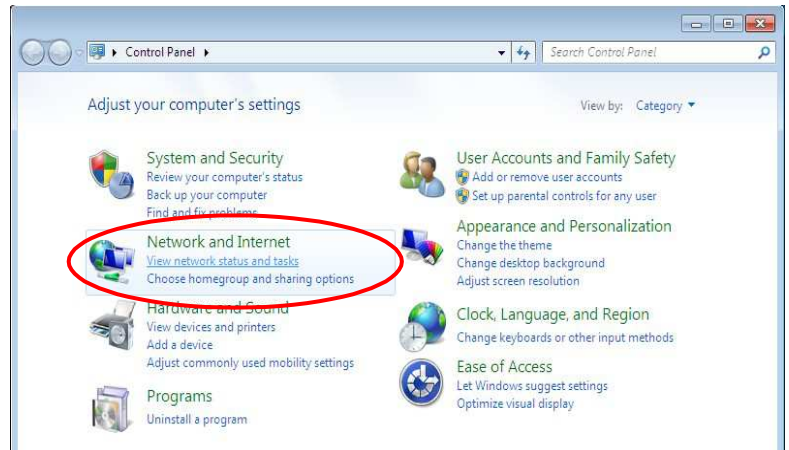 Control Panel
Search Control Panel
Adjust your computer's settings
View by: Category
System and Security
Review your computer's status
Back up your computer
Find and fix problems
Network and Internet
View network status and tasks
Choose homegroup and sharing options
Hardware and Sound
View devices and printers
Add a device
Adjust commonly used mobility settings
Programs
Uninstall a program
User Accounts and Family Safety
Add or remove user accounts
Set up parental controls for any user
Appearance and Personalization
Change the theme
Change desktop background
Adjust screen resolution
Clock, Language, and Region
Change keyboards or other input methods
Ease of Access
Let Windows suggest settings
Optimize visual display